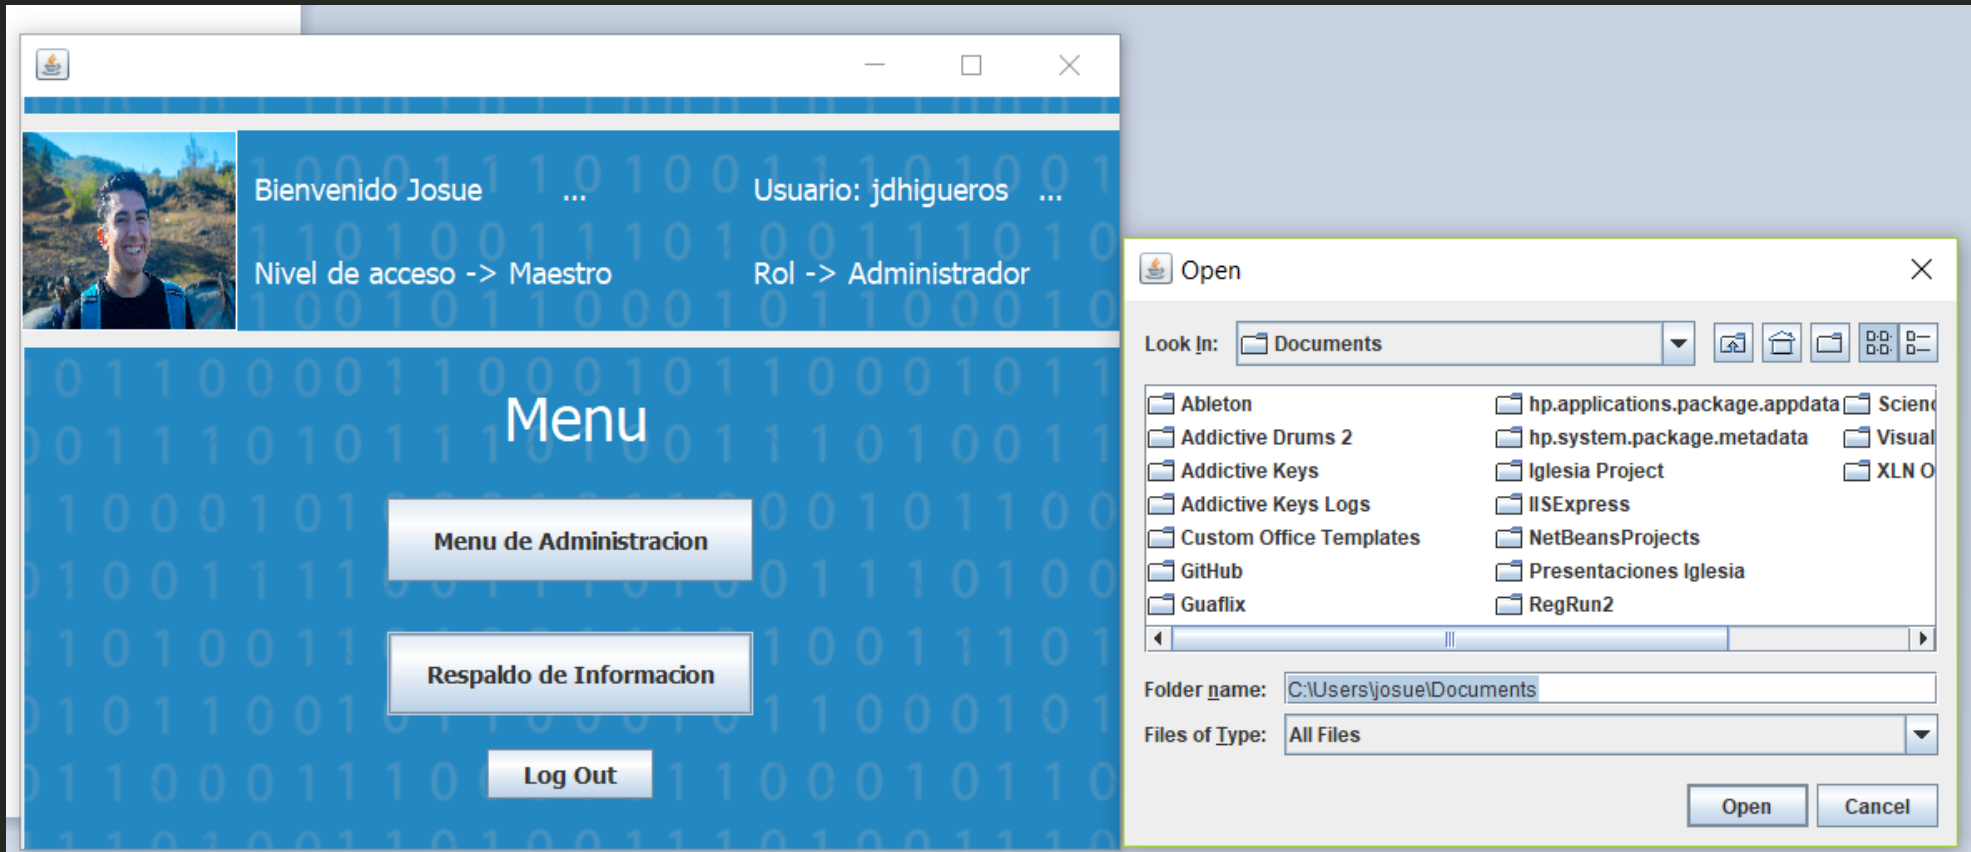 Bienvenido Josue ...
Usuario: jdhigueros ...
Nivel de acceso -> Maestro
Rol -> Administrador
Menu
Menu de Administracion
Respaldo de Informacion
Log Out
Open
Look In: Documents
Ableton
Addictive Drums 2
Addictive Keys
Addictive Keys Logs
Custom Office Templates
GitHub
Guaflix
hp.applications.package.appdata
hp.system.package.metadata
Iglesia Project
IISExpress
NetBeansProjects
Presentaciones Iglesia
RegRun2
Visual
XLN O
Folder name: C:\Users\josue\Documents
Files of Type: All Files
Open Cancel